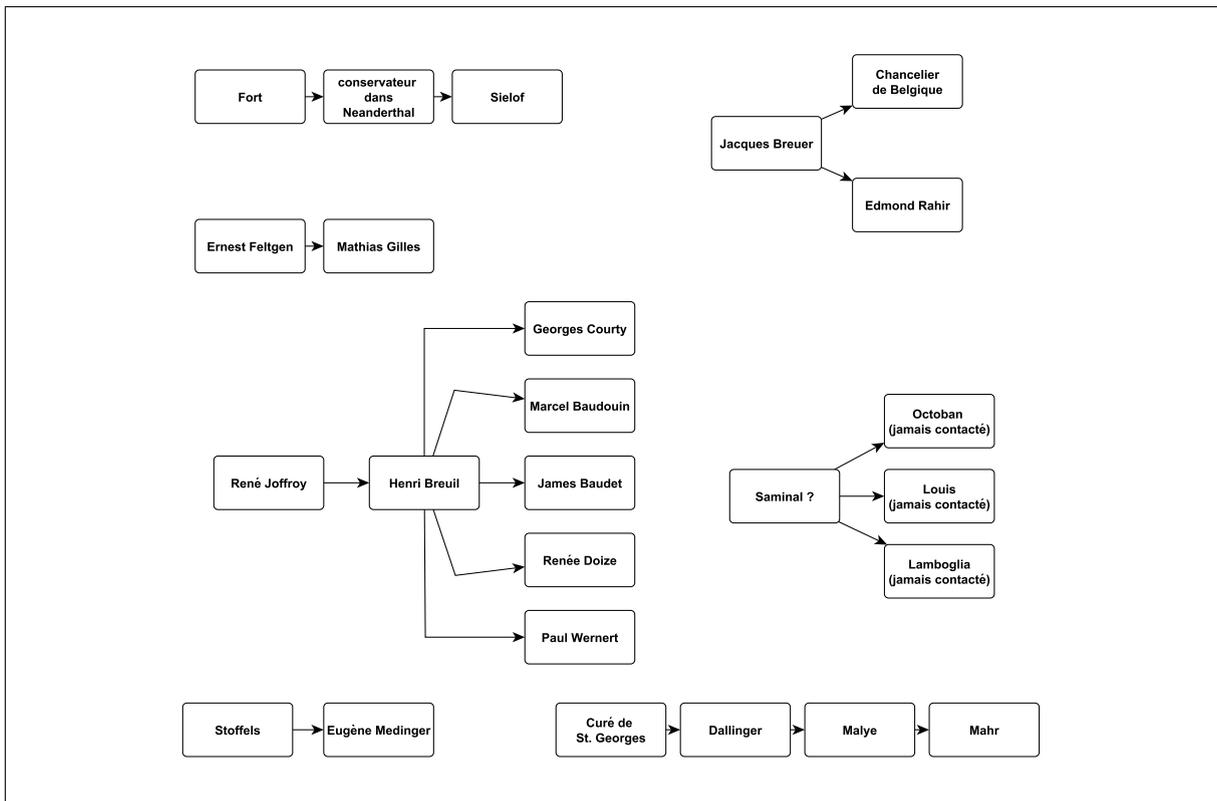 Fort
conservateur
dans
Neanderthal
Sielof
Chancelier
de Belgique
Jacques Breuer
Edmond Rahir
Ernest Feltgen
Mathias Gilles
Georges Courty
Marcel Baudouin
René Joffroy
Henri Breuil
James Baudet
Renée Doize
Paul Wernert
Octoban
(jamais contacté)
Saminal ?
Louis
(jamais contacté)
Lamboglia
(jamais contacté)
Stoffels
Eugène Medinger
Curé de
St. Georges
Dallinger
Malye
Mahr